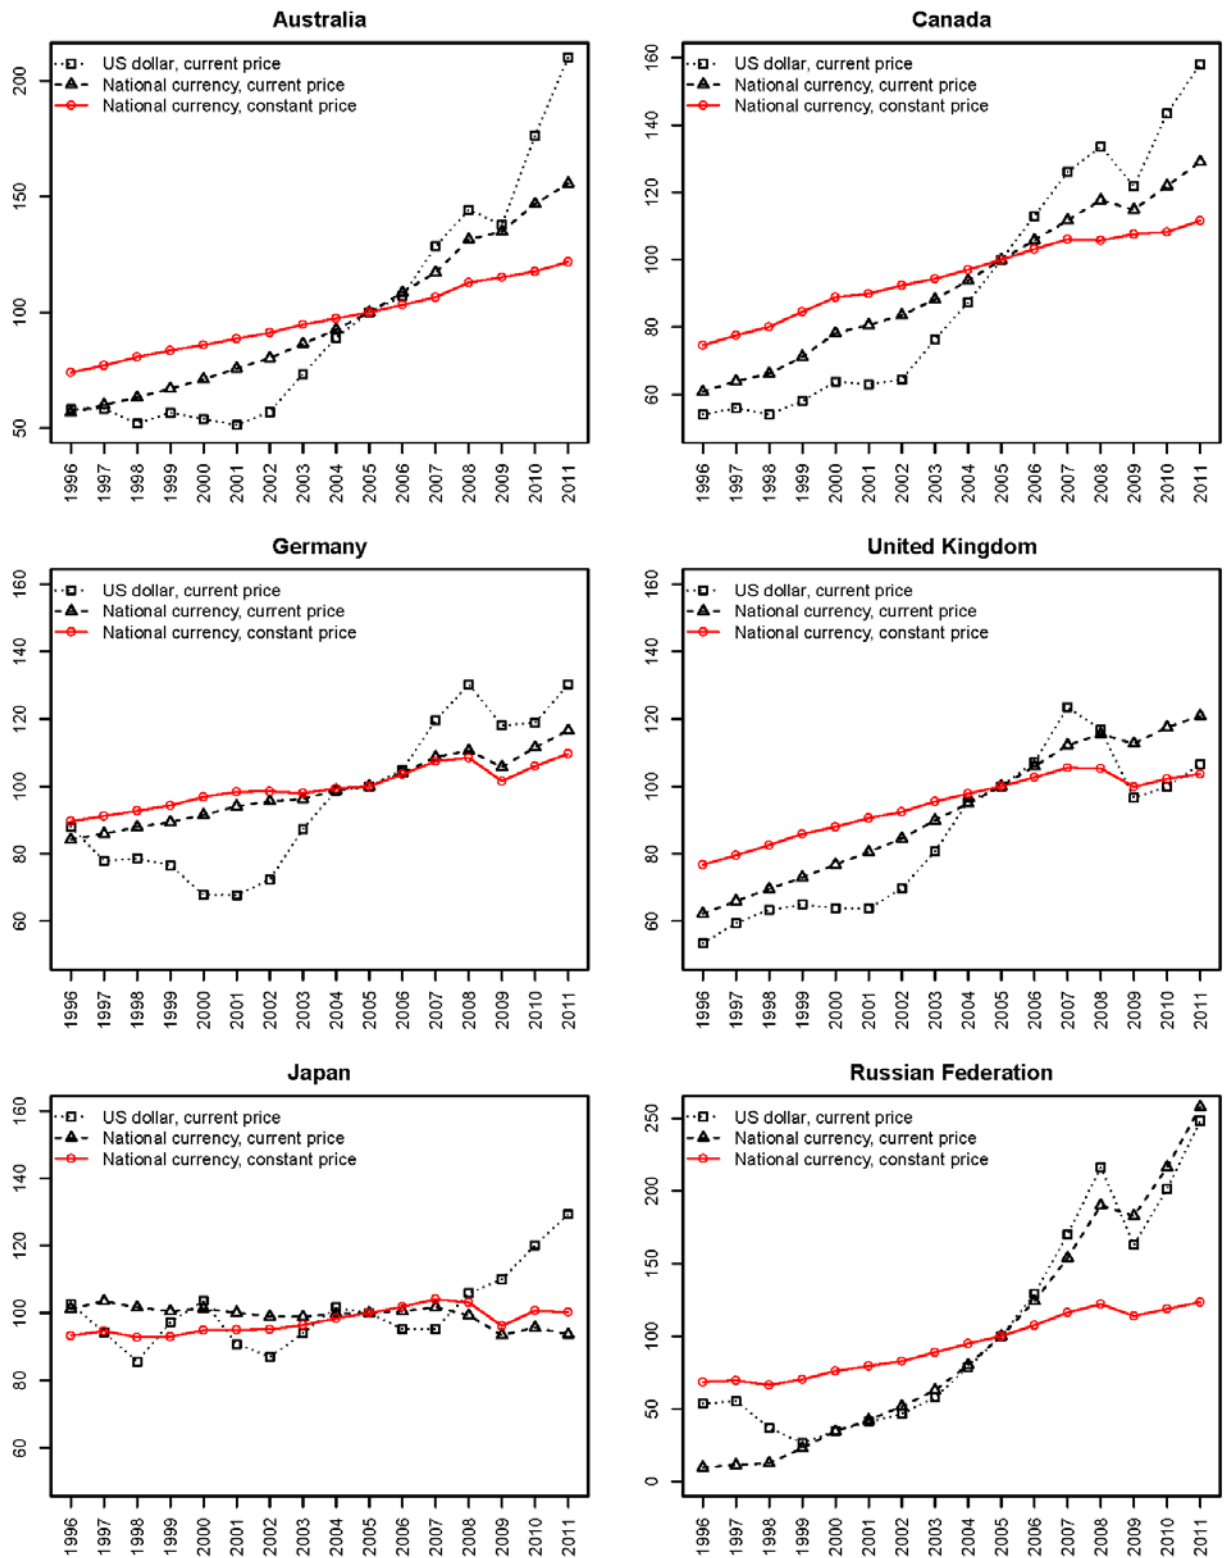 Australia
US dollar, current price
National currency, current price
National currency, constant price
200
150
100
50
1996 1997 1998 1999 2000 2001 2002 2003 2004 2005 2006 2007 2008 2009 2010 2011
Canada
US dollar, current price
National currency, current price
National currency, constant price
160
140
120
100
80
60
1996 1997 1998 1999 2000 2001 2002 2003 2004 2005 2006 2007 2008 2009 2010 2011
Germany
US dollar, current price
National currency, current price
National currency, constant price
160
140
120
100
80
60
1996 1997 1998 1999 2000 2001 2002 2003 2004 2005 2006 2007 2008 2009 2010 2011
United Kingdom
US dollar, current price
National currency, current price
National currency, constant price
160
140
120
100
80
60
1996 1997 1998 1999 2000 2001 2002 2003 2004 2005 2006 2007 2008 2009 2010 2011
Japan
US dollar, current price
National currency, current price
National currency, constant price
160
140
120
100
80
60
1996 1997 1998 1999 2000 2001 2002 2003 2004 2005 2006 2007 2008 2009 2010 2011
Russian Federation
US dollar, current price
National currency, current price
National currency, constant price
250
200
150
100
50
0
1996 1997 1998 1999 2000 2001 2002 2003 2004 2005 2006 2007 2008 2009 2010 2011